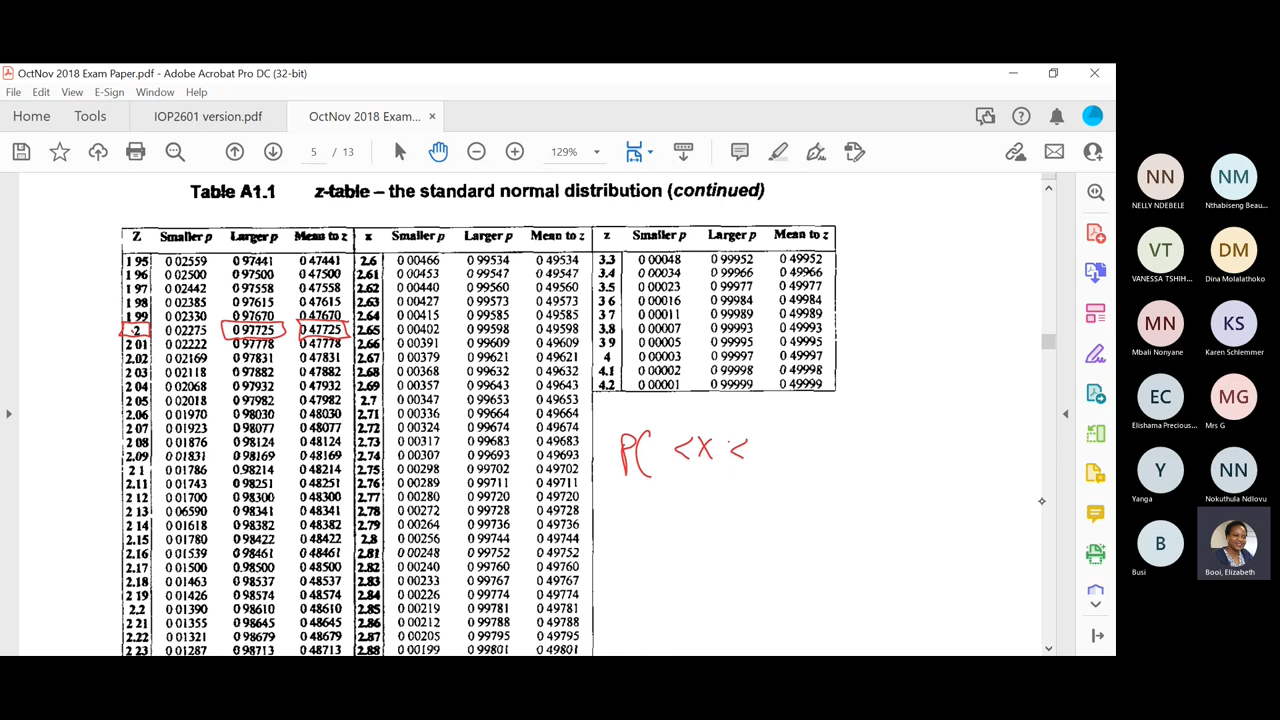 OctNov 2018 Exam Paper.pdf - Adobe Acrobat Pro DC (32-bit)
File Edit View E-Sign Window Help
Home Tools IOP2601 version.pdf OctNov 2018 Exam...
5 / 13 129%
Table A1.1 z-table – the standard normal distribution (continued)
Z Smaller p Larger p Mean to z x Smaller p Larger p Mean to z z Smaller p Larger p Mean to z
1 95 0 02559 0 97441 0 47441 2.6 0 00466 0 99534 0 49534 3.3 0 00048 0 99952 0 49952
1 96 0 02500 0 97500 0 47500 2.61 0 00453 0 99547 0 49547 3.4 0 00034 0 99966 0 49966
1 97 0 02442 0 97558 0 47558 2.62 0 00440 0 99560 0 49560 3.5 0 00023 0 99977 0 49977
1 98 0 02385 0 97615 0 47615 2.63 0 00427 0 99573 0 49573 3 6 0 00016 0 99984 0 49984
1 99 0 02330 0 97670 0 47670 2.64 0 00415 0 99585 0 49585 3 7 0 00011 0 99989 0 49989
2 0 02275 0 97725 0 47725 2.65 0 00402 0 99598 0 49598 3.8 0 00007 0 99993 0 49993
2 01 0 02222 0 97778 0 47778 2.66 0 00391 0 99609 0 49609 3 9 0 00005 0 99995 0 49995
2.02 0 02169 0 97831 0 47831 2.67 0 00379 0 99621 0 49621 4 0 00003 0 99997 0 49997
2 03 0 02118 0 97882 0 47882 2.68 0 00368 0 99632 0 49632 4.1 0 00002 0 99998 0 49998
2 04 0 02068 0 97932 0 47932 2.69 0 00357 0 99643 0 49643 4.2 0 00001 0 99999 0 49999
2 05 0 02018 0 97982 0 47982 2.7 0 00347 0 99653 0 49653
2.06 0 01970 0 98030 0 48030 2.71 0 00336 0 99664 0 49664
2.07 0 01923 0 98077 0 48077 2.72 0 00324 0 99674 0 49674
2 08 0 01876 0 98124 0 48124 2.73 0 00317 0 99683 0 49683
2.09 0 01831 0 98169 0 48169 2.74 0 00307 0 99693 0 49693
2 1 0 01786 0 98214 0 48214 2.75 0 00298 0 99702 0 49702
2.11 0 01743 0 98251 0 48251 2.76 0 00289 0 99711 0 49711
2 12 0 01700 0 98300 0 48300 2.77 0 00280 0 99720 0 49720
2 13 0 06590 0 98341 0 48341 2.78 0 00272 0 99728 0 49728
2 14 0 01618 0 98382 0 48382 2.79 0 00264 0 99736 0 49736
2.15 0 01780 0 98422 0 48422 2.8 0 00256 0 99744 0 49744
2.16 0 01539 0 98461 0 48461 2.81 0 00248 0 99752 0 49752
2.17 0 01500 0 98500 0 48500 2.82 0 00240 0 99760 0 49760
2.18 0 01463 0 98537 0 48537 2.83 0 00233 0 99767 0 49767
2 19 0 01426 0 98574 0 48574 2.84 0 00226 0 99774 0 49774
2.2 0 01390 0 98610 0 48610 2.85 0 00219 0 99781 0 49781
2 21 0 01355 0 98645 0 48645 2.86 0 00212 0 99788 0 49788
2.22 0 01321 0 98679 0 48679 2.87 0 00205 0 99795 0 49795
2 23 0 01287 0 98713 0 48713 2.88 0 00199 0 99801 0 49801
P( <X <
NN NM
NELLY NDEBELE Nthabiseng Beau...
VT DM
VANESSA TSHIH... Dina Molalathoko
MN KS
Mbali Nonyane Karen Schlemmer
EC MG
Elishama Precious... Mrs G
Y NN
Yanga Nokuthula Ndlovu
B
Busi Booi, Elizabeth